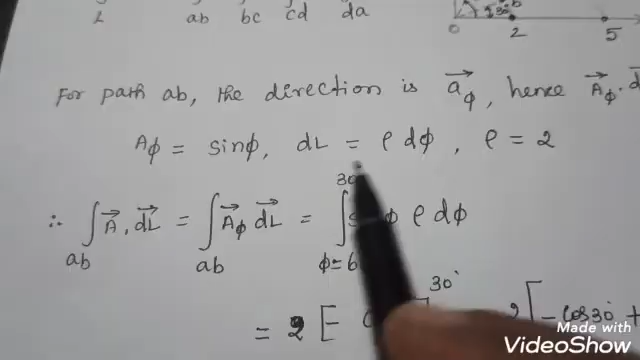 L ab bc cd da
30° b
0 2 5
For path ab, the direction is a⃗ϕ, hence A⃗ϕ.d
Aϕ = sinϕ, dL = ρ dϕ, ρ = 2
∴ ∫ab A⃗.dL⃗ = ∫ab A⃗ϕ dL⃗ = ∫ϕ=6 30° ϕ ρ dϕ
= 2 [- 30° 2[-cos30° +
Made with
VideoShow